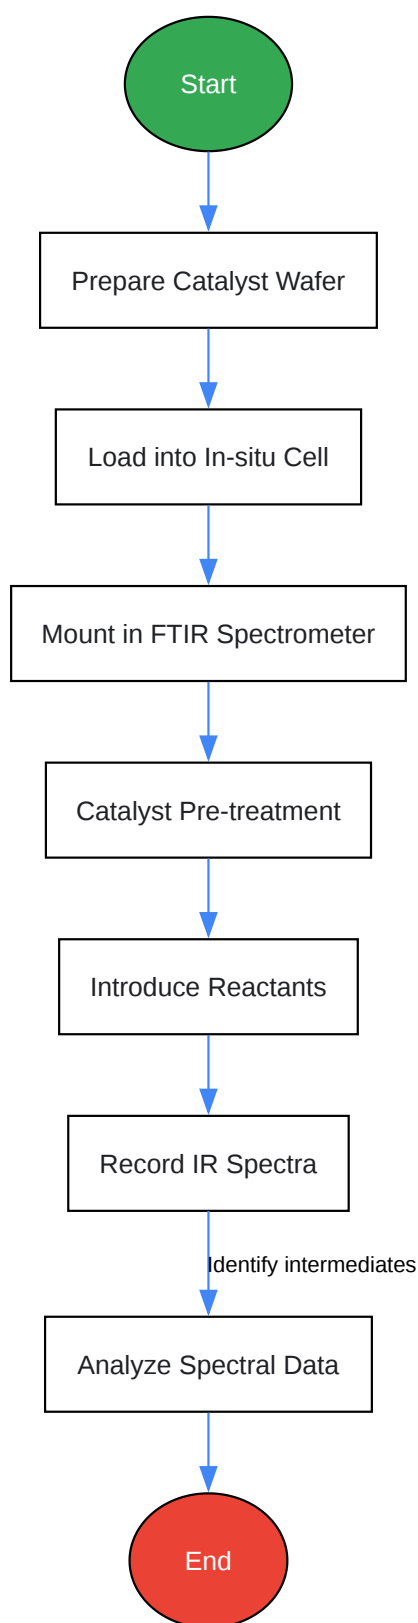 Start
Prepare Catalyst Wafer
Load into In-situ Cell
Mount in FTIR Spectrometer
Catalyst Pre-treatment
Introduce Reactants
Record IR Spectra
Identify intermediates
Analyze Spectral Data
End